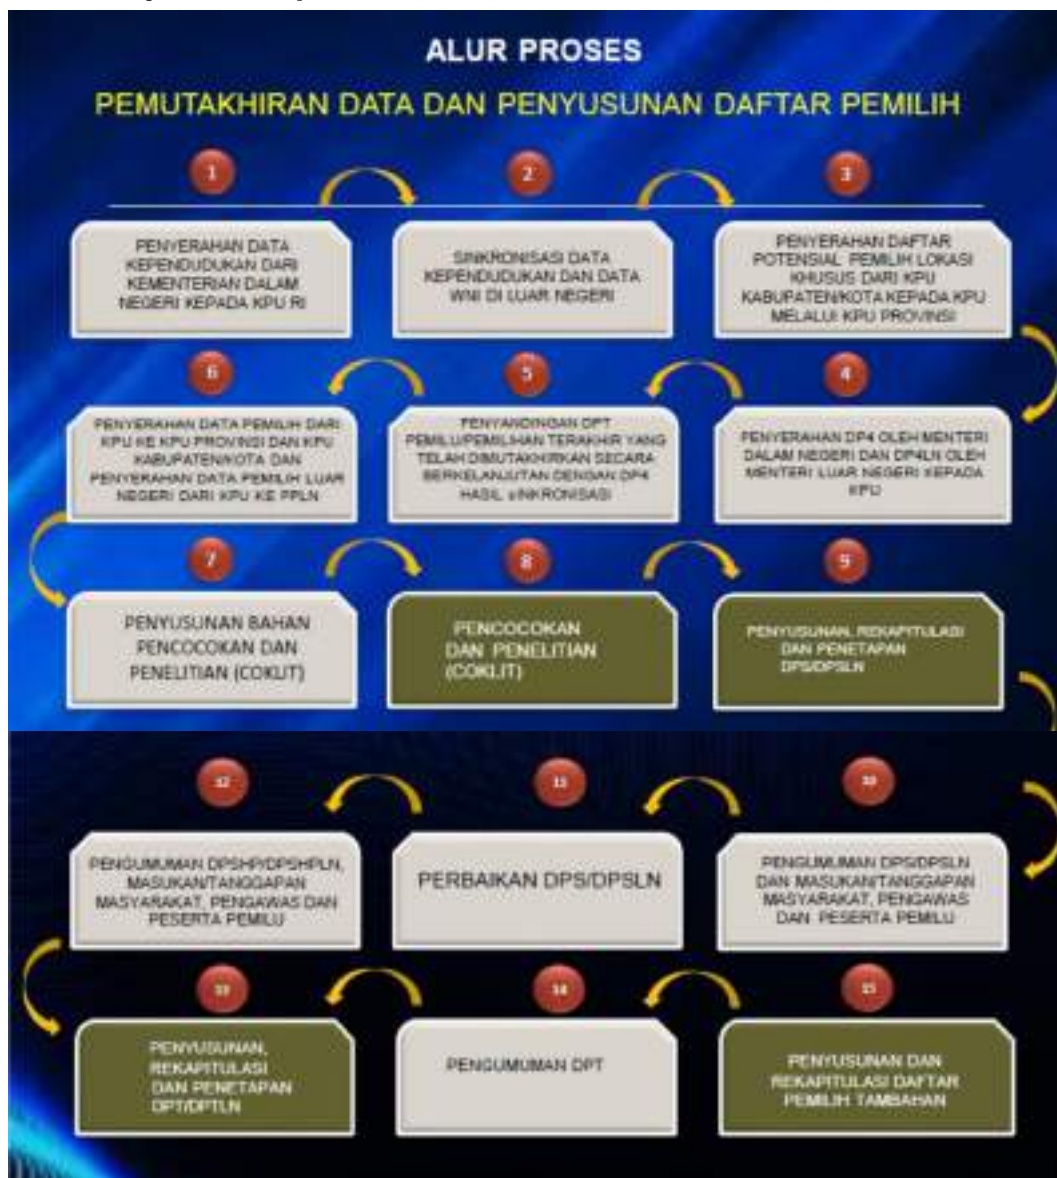 ALUR PROSES
PEMUTAKHIRAN DATA DAN PENYUSUNAN DAFTAR PEMILIH
1
PENYERAHAN DATA
KEPENDUDUKAN DARI
KEMENTERIAN DALAM
NEGERI KEPADA KPU RI
2
SINKRONISASI DATA
KEPENDUDUKAN DAN DATA
WNI DI LUAR NEGERI
3
PENYERAHAN DAFTAR
POTENSIAL PEMILIH LOKASI
KHUSUS DARI KPU
KABUPATEN/KOTA KEPADA KPU
MELALUI KPU PROVINSI
4
PENYERAHAN DP4 OLEH MENTERI
DALAM NEGERI DAN DP4LN OLEH
MENTERI LUAR NEGERI KEPADA
KPU
5
PENYANDINGAN DPT
PEMILU/PEMILIHAN TERAKHIR YANG
TELAH DIMUTAKHIRKAN SECARA
BERKELANJUTAN DENGAN DP4
HASIL sINKRONISASI
6
PENYERAHAN DATA PEMILIH DARI
KPU KE KPU PROVINSI DAN KPU
KABUPATEN/KOTA DAN
PENYERAHAN DATA PEMILIH LUAR
NEGERI DARI KPU KE PPLN
7
PENYUSUNAN BAHAN
PENCOCOKAN DAN
PENELITIAN (COKLIT)
8
PENCOCOKAN
DAN PENELITIAN
(COKLIT)
9
PENYUSUNAN, REKAPITULASI
DAN PENETAPAN
DPS/DPSLN
10
PENGUMUMAN DPS/DPSLN
DAN MASUKAN/TANGGAPAN
MASYARAKAT, PENGAWAS
DAN PESERTA PEMILU
11
PERBAIKAN DPS/DPSLN
12
PENGUMUMAN DPSHP/DPSHPLN,
MASUKAN/TANGGAPAN
MASYARAKAT, PENGAWAS DAN
PESERTA PEMILU
13
PENYUSUNAN,
REKAPITULASI
DAN PENETAPAN
DPT/DPTLN
14
PENGUMUMAN DPT
15
PENYUSUNAN DAN
REKAPITULASI DAFTAR
PEMILIH TAMBAHAN